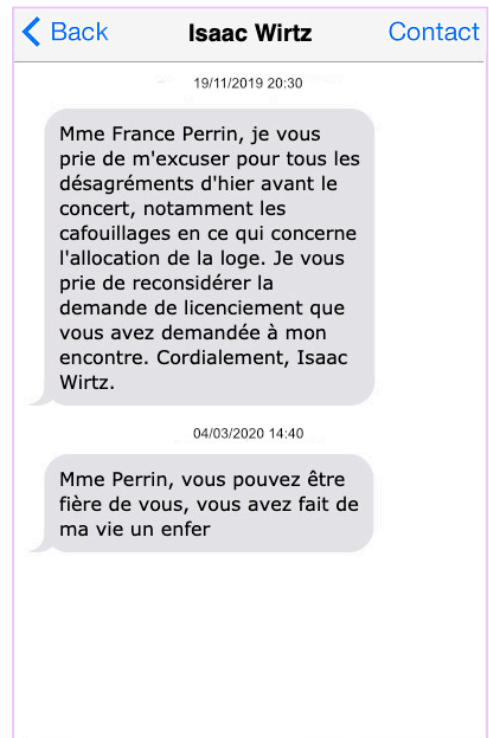 Back Isaac Wirtz Contact
19/11/2019 20:30
Mme France Perrin, je vous
prie de m'excuser pour tous les
désagréments d'hier avant le
concert, notamment les
cafouillages en ce qui concerne
l'allocation de la loge. Je vous
prie de reconsidérer la
demande de licenciement que
vous avez demandée à mon
encontre. Cordialement, Isaac
Wirtz.
04/03/2020 14:40
Mme Perrin, vous pouvez être
fière de vous, vous avez fait de
ma vie un enfer